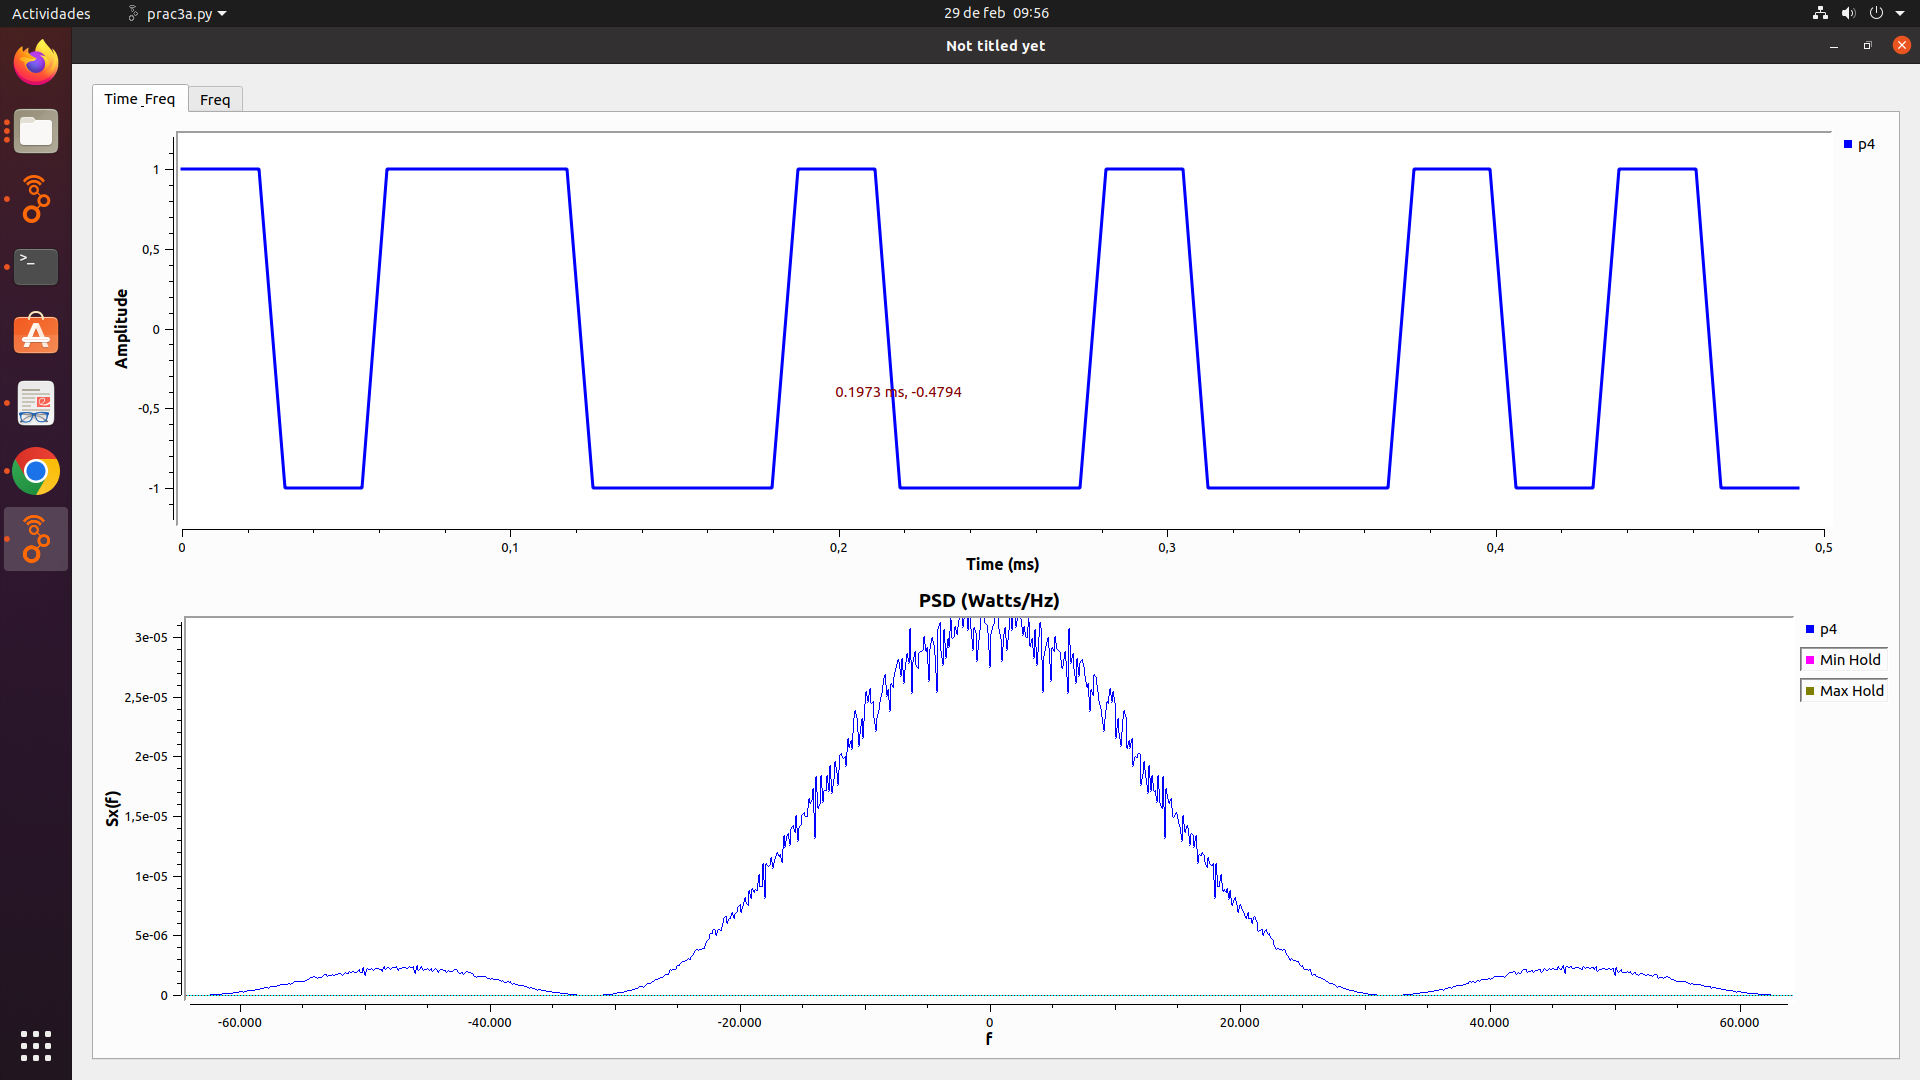 Actividades prac3a.py 29 de feb 09:56
Not titled yet
Time_Freq Freq
p4
1
0,5
0
-0,5
-1
Amplitude
0.1973 ms, -0.4794
0 0,1 0,2 0,3 0,4 0,5
Time (ms)
PSD (Watts/Hz)
p4
Min Hold
Max Hold
3e-05
2,5e-05
2e-05
1,5e-05
1e-05
5e-06
0
Sx(f)
-60.000 -40.000 -20.000 0 20.000 40.000 60.000
f